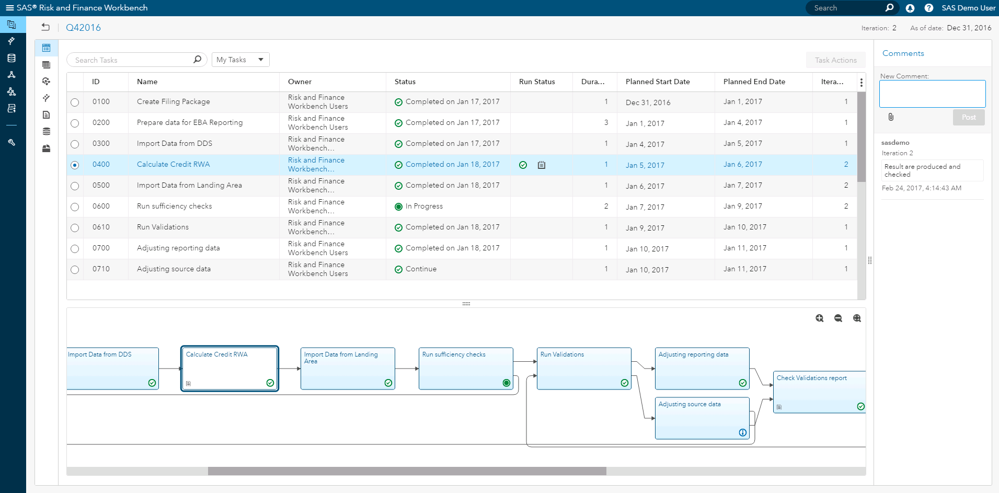 SAS® Risk and Finance Workbench
Search
SAS Demo User
Q42016
Iteration: 2
As of date: Dec 31, 2016
Search Tasks
My Tasks
Task Actions
ID Name Owner Status Run Status Dura... Planned Start Date Planned End Date Itera...
0100 Create Filing Package Risk and Finance Completed on Jan 17, 2017 1 Dec 31, 2016 Jan 1, 2017 1
Workbench Users
0200 Prepare data for EBA Reporting Risk and Finance Completed on Jan 17, 2017 3 Jan 1, 2017 Jan 4, 2017 1
Workbench Users
0300 Import Data from DDS Risk and Finance Completed on Jan 17, 2017 1 Jan 4, 2017 Jan 5, 2017 1
Workbench...
0400 Calculate Credit RWA Risk and Finance Completed on Jan 18, 2017 1 Jan 5, 2017 Jan 6, 2017 2
Workbench...
0500 Import Data from Landing Area Risk and Finance Completed on Jan 18, 2017 1 Jan 6, 2017 Jan 7, 2017 2
Workbench...
0600 Run sufficiency checks Risk and Finance In Progress 2 Jan 7, 2017 Jan 9, 2017 2
Workbench...
0610 Run Validations Risk and Finance Completed on Jan 18, 2017 1 Jan 9, 2017 Jan 10, 2017 1
Workbench...
0700 Adjusting reporting data Risk and Finance Completed on Jan 18, 2017 1 Jan 10, 2017 Jan 11, 2017 1
Workbench Users
0710 Adjusting source data Risk and Finance Continue 1 Jan 10, 2017 Jan 11, 2017 1
Workbench Users
Import Data from DDS
Calculate Credit RWA
Import Data from Landing
Area
Run sufficiency checks
Run Validations
Adjusting reporting data
Adjusting source data
Check Validations report
Comments
New Comment:
Post
sasdemo
Iteration 2
Result are produced and
checked
Feb 24, 2017, 4:14:43 AM